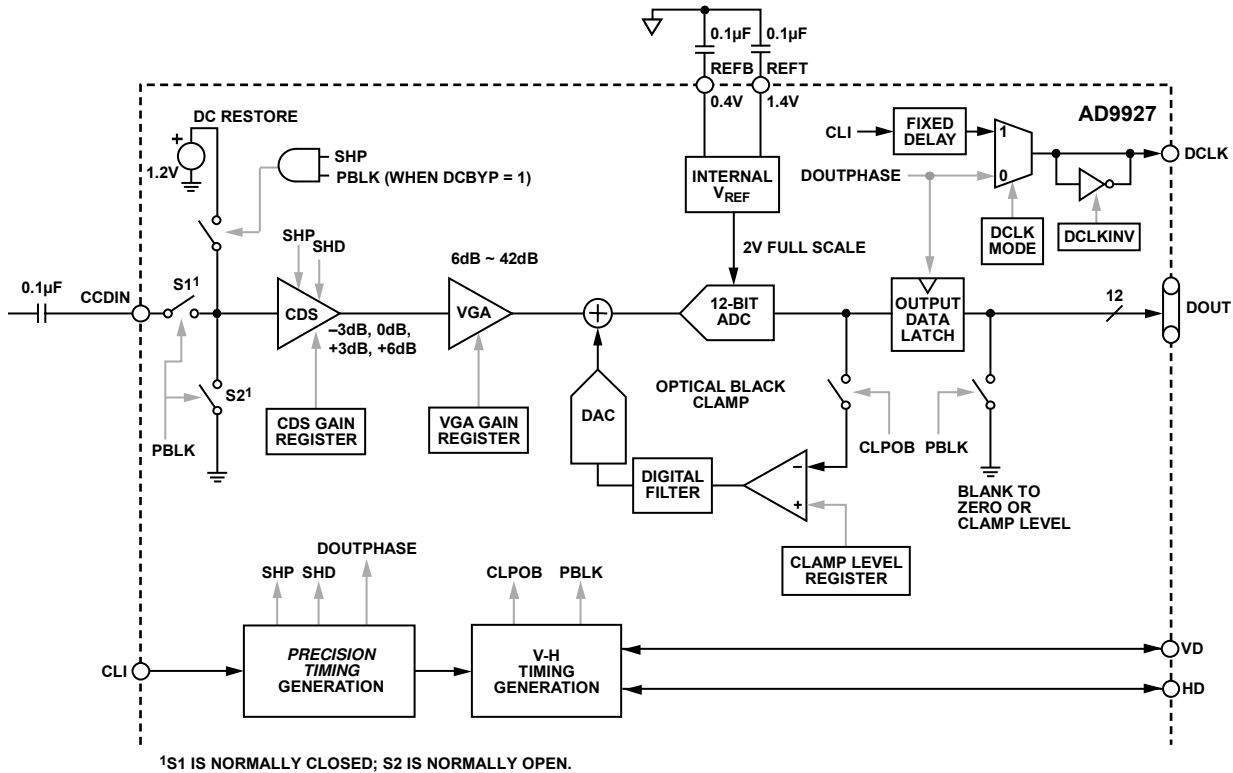 0.1µF
0.1µF
REFB
REFT
0.4V
1.4V
AD9927
DC RESTORE
+
1.2V
SHP
PBLK (WHEN DCBYP = 1)
CLI
FIXED
DELAY
1
0
DCLK
DOUTPHASE
INTERNAL
VREF
DCLK
MODE
DCLKINV
SHP
SHD
6dB ~ 42dB
2V FULL SCALE
0.1µF
CCDIN
S1¹
CDS
–3dB, 0dB,
+3dB, +6dB
VGA
+
12-BIT
ADC
OUTPUT
DATA
LATCH
12
DOUT
S2¹
PBLK
CDS GAIN
REGISTER
VGA GAIN
REGISTER
DAC
OPTICAL BLACK
CLAMP
CLPOB
PBLK
DIGITAL
FILTER
–
+
BLANK TO
ZERO OR
CLAMP LEVEL
CLAMP LEVEL
REGISTER
DOUTPHASE
SHP
SHD
CLPOB
PBLK
CLI
PRECISION
TIMING
GENERATION
V-H
TIMING
GENERATION
VD
HD
¹S1 IS NORMALLY CLOSED; S2 IS NORMALLY OPEN.